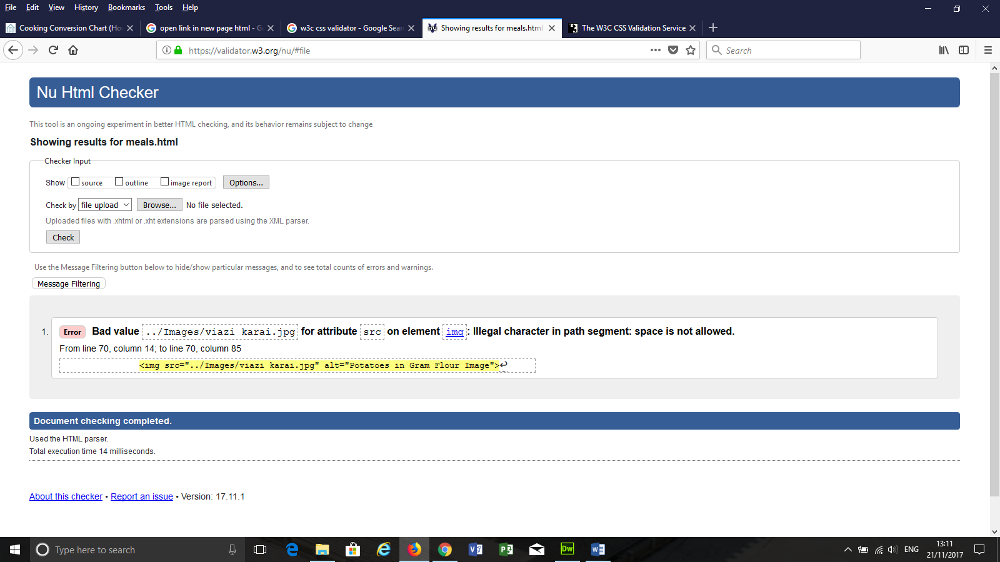 File Edit View History Bookmarks Tools Help
Cooking Conversion Chart (Ho
open link in new page html - G
w3c css validator - Google Sear
Showing results for meals.html
The W3C CSS Validation Service
https://validator.w3.org/nu/#file
Search
Nu Html Checker
This tool is an ongoing experiment in better HTML checking, and its behavior remains subject to change
Showing results for meals.html
Checker Input
Show source outline image report Options...
Check by file upload Browse... No file selected.
Uploaded files with .xhtml or .xht extensions are parsed using the XML parser.
Check
Use the Message Filtering button below to hide/show particular messages, and to see total counts of errors and warnings.
Message Filtering
1. Error Bad value ../Images/viazi karai.jpg for attribute src on element img: Illegal character in path segment: space is not allowed.
From line 70, column 14; to line 70, column 85
<img src="../Images/viazi karai.jpg" alt="Potatoes in Gram Flour Image">↩
Document checking completed.
Used the HTML parser.
Total execution time 14 milliseconds.
About this checker • Report an issue • Version: 17.11.1
Type here to search
Dw
ENG
13:11
21/11/2017